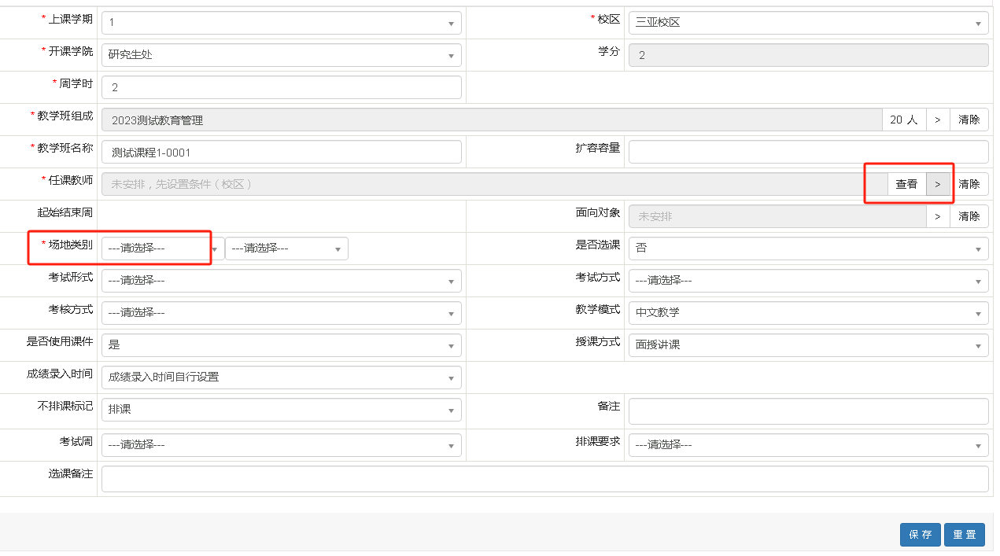 * 上课学期 1 * 校区 三亚校区
* 开课学院 研究生处 学分 2
* 周学时 2
* 教学班组成 2023测试教育管理 20 人 > 清除
* 教学班名称 测试课程1-0001 扩容容量
* 任课教师 未安排，先设置条件（校区） 查看 > 清除
起始结束周 面向对象 未安排 > 清除
* 场地类别 ---请选择--- ---请选择--- 是否选课 否
考试形式 ---请选择--- 考试方式 ---请选择---
考核方式 ---请选择--- 教学模式 中文教学
是否使用课件 是 授课方式 面授讲课
成绩录入时间 成绩录入时间自行设置
不排课标记 排课 备注
考试周 ---请选择--- 排课要求 ---请选择---
选课备注
保 存 重 置